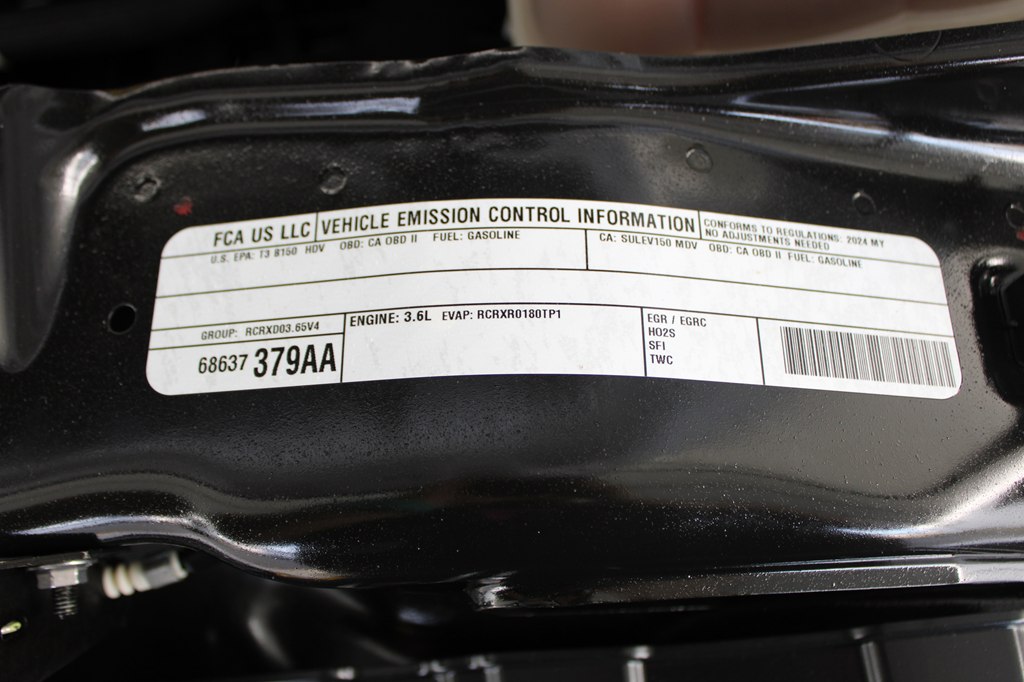 FCA US LLC
VEHICLE EMISSION CONTROL INFORMATION
CONFORMS TO REGULATIONS: 2024 MY
NO ADJUSTMENTS NEEDED
U.S. EPA: T3 B150 HDV OBD: CA OBD II FUEL: GASOLINE
CA: SULEV150 MDV OBD: CA OBD II FUEL: GASOLINE
GROUP: RCRXD03.65V4
68637 379AA
ENGINE: 3.6L EVAP: RCRXR0180TP1
EGR / EGRC
HO2S
SFI
TWC